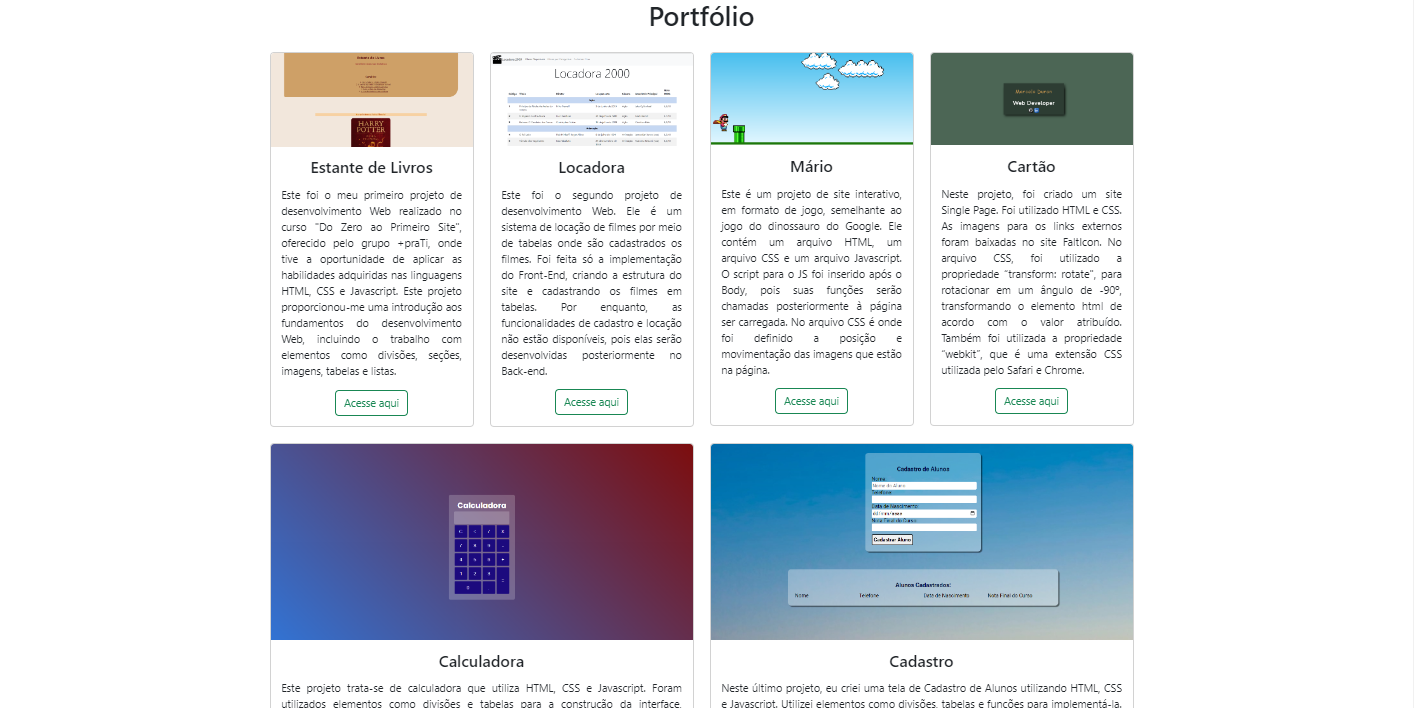 Portfólio
Estante de Livros
HARRY
POTTER
Estante de Livros
Este foi o meu primeiro projeto de
desenvolvimento Web realizado no
curso "Do Zero ao Primeiro Site",
oferecido pelo grupo +praTi, onde
tive a oportunidade de aplicar as
habilidades adquiridas nas linguagens
HTML, CSS e Javascript. Este projeto
proporcionou-me uma introdução aos
fundamentos do desenvolvimento
Web, incluindo o trabalho com
elementos como divisões, seções,
imagens, tabelas e listas.
Acesse aqui
Locadora 2000
Locadora
Este foi o segundo projeto de
desenvolvimento Web. Ele é um
sistema de locação de filmes por meio
de tabelas onde são cadastrados os
filmes. Foi feita só a implementação
do Front-End, criando a estrutura do
site e cadastrando os filmes em
tabelas. Por enquanto, as
funcionalidades de cadastro e locação
não estão disponíveis, pois elas serão
desenvolvidas posteriormente no
Back-end.
Acesse aqui
Mário
Este é um projeto de site interativo,
em formato de jogo, semelhante ao
jogo do dinossauro do Google. Ele
contém um arquivo HTML, um
arquivo CSS e um arquivo Javascript.
O script para o JS foi inserido após o
Body, pois suas funções serão
chamadas posteriormente à página
ser carregada. No arquivo CSS é onde
foi definido a posição e
movimentação das imagens que estão
na página.
Acesse aqui
Web Developer
Cartão
Neste projeto, foi criado um site
Single Page. Foi utilizado HTML e CSS.
As imagens para os links externos
foram baixadas no site FaltIcon. No
arquivo CSS, foi utilizado a
propriedade "transform: rotate", para
rotacionar em um ângulo de -90º,
transformando o elemento html de
acordo com o valor atribuído.
Também foi utilizada a propriedade
"webkit", que é uma extensão CSS
utilizada pelo Safari e Chrome.
Acesse aqui
Calculadora
Calculadora
Este projeto trata-se de calculadora que utiliza HTML, CSS e Javascript. Foram
utilizados elementos como divisões e tabelas para a construção da interface,
Cadastro de Alunos
Nome:
Nome do Aluno
Telefone:
Data de Nascimento:
Nota Final do Curso:
Cadastrar Aluno
Alunos Cadastrados:
Nome Telefone Data de Nascimento Nota Final do Curso
Cadastro
Neste último projeto, eu criei uma tela de Cadastro de Alunos utilizando HTML, CSS
e Javascript. Utilizei elementos como divisões, tabelas e funções para implementá-la.